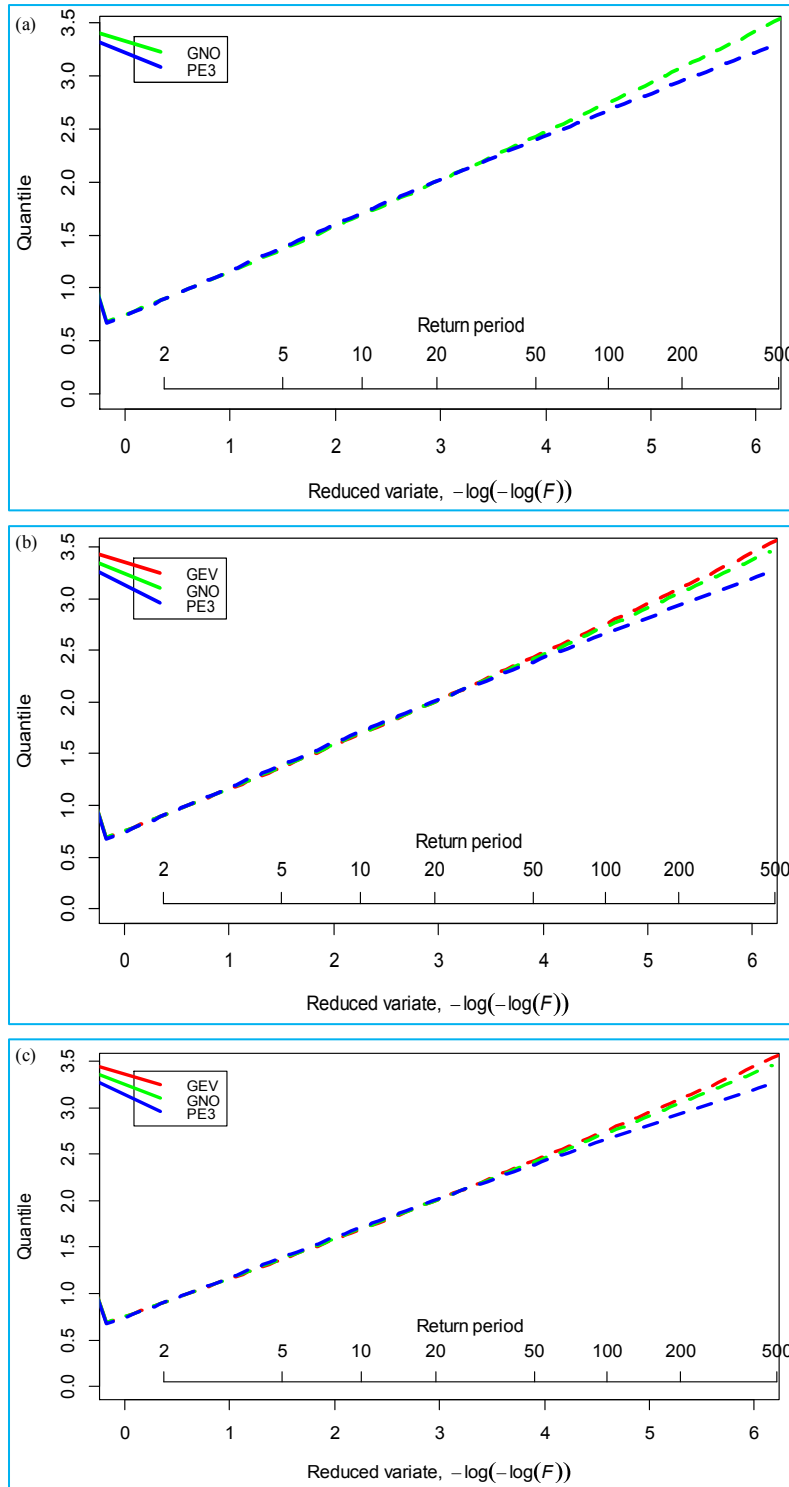 (a)
GNO
PE3
Quantile
0.0 0.5 1.0 1.5 2.0 2.5 3.0 3.5
Return period
2 5 10 20 50 100 200 500
0 1 2 3 4 5 6
Reduced variate, −log(−log(F))
(b)
GEV
GNO
PE3
Quantile
0.0 0.5 1.0 1.5 2.0 2.5 3.0 3.5
Return period
2 5 10 20 50 100 200 500
0 1 2 3 4 5 6
Reduced variate, −log(−log(F))
(c)
GEV
GNO
PE3
Quantile
0.0 0.5 1.0 1.5 2.0 2.5 3.0 3.5
Return period
2 5 10 20 50 100 200 500
0 1 2 3 4 5 6
Reduced variate, −log(−log(F))